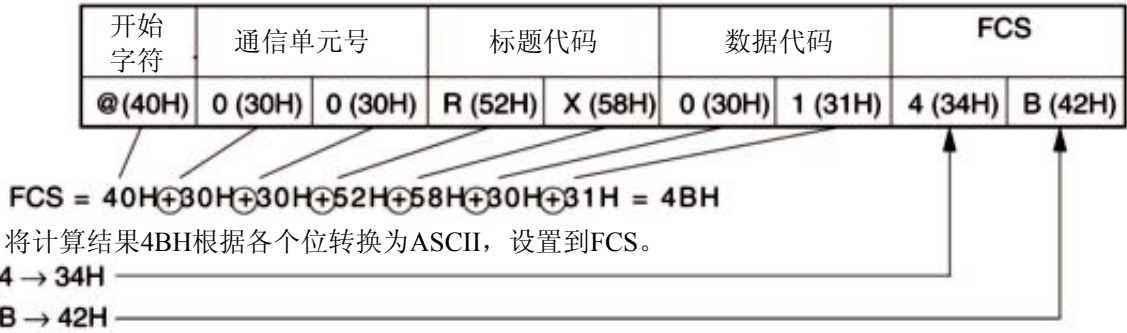 开始字符 通信单元号 标题代码 数据代码 FCS
@(40H) 0 (30H) 0 (30H) R (52H) X (58H) 0 (30H) 1 (31H) 4 (34H) B (42H)
FCS = 40H⊕30H⊕30H⊕52H⊕58H⊕30H⊕31H = 4BH
将计算结果4BH根据各个位转换为ASCII，设置到FCS。
4 → 34H
B → 42H